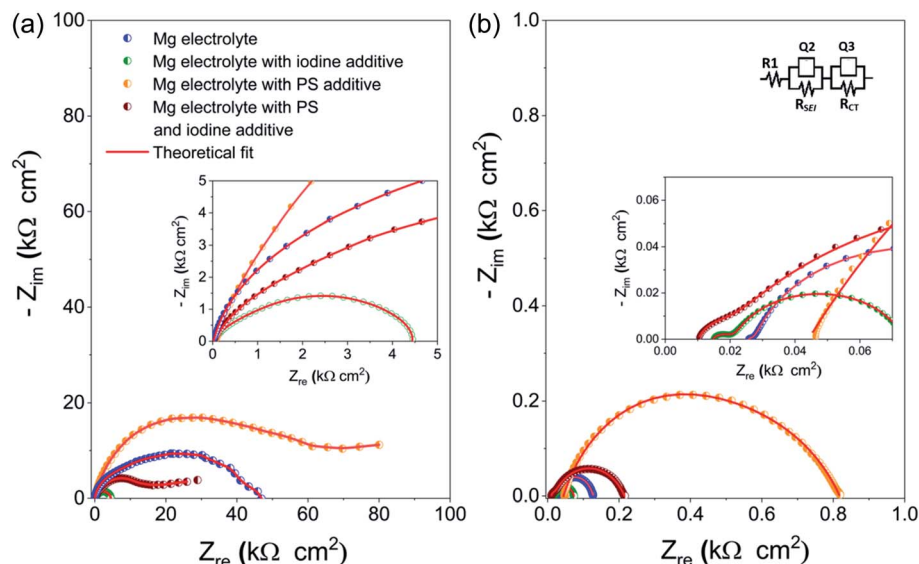 (a)
100
80
60
40
20
0
- Zim (kΩ cm²)
0 20 40 60 80 100
Zre (kΩ cm²)
Mg electrolyte
Mg electrolyte with iodine additive
Mg electrolyte with PS additive
Mg electrolyte with PS
and iodine additive
Theoretical fit
5
4
3
2
1
0
- Zim (kΩ cm²)
0 1 2 3 4 5
Zre (kΩ cm²)
(b)
1.0
0.8
0.6
0.4
0.2
0.0
- Zim (kΩ cm²)
0.0 0.2 0.4 0.6 0.8 1.0
Zre (kΩ cm²)
Q2 Q3
R1
RSEI RCT
0.06
0.04
0.02
0.00
- Zim (kΩ cm²)
0.00 0.02 0.04 0.06
Zre (kΩ cm²)